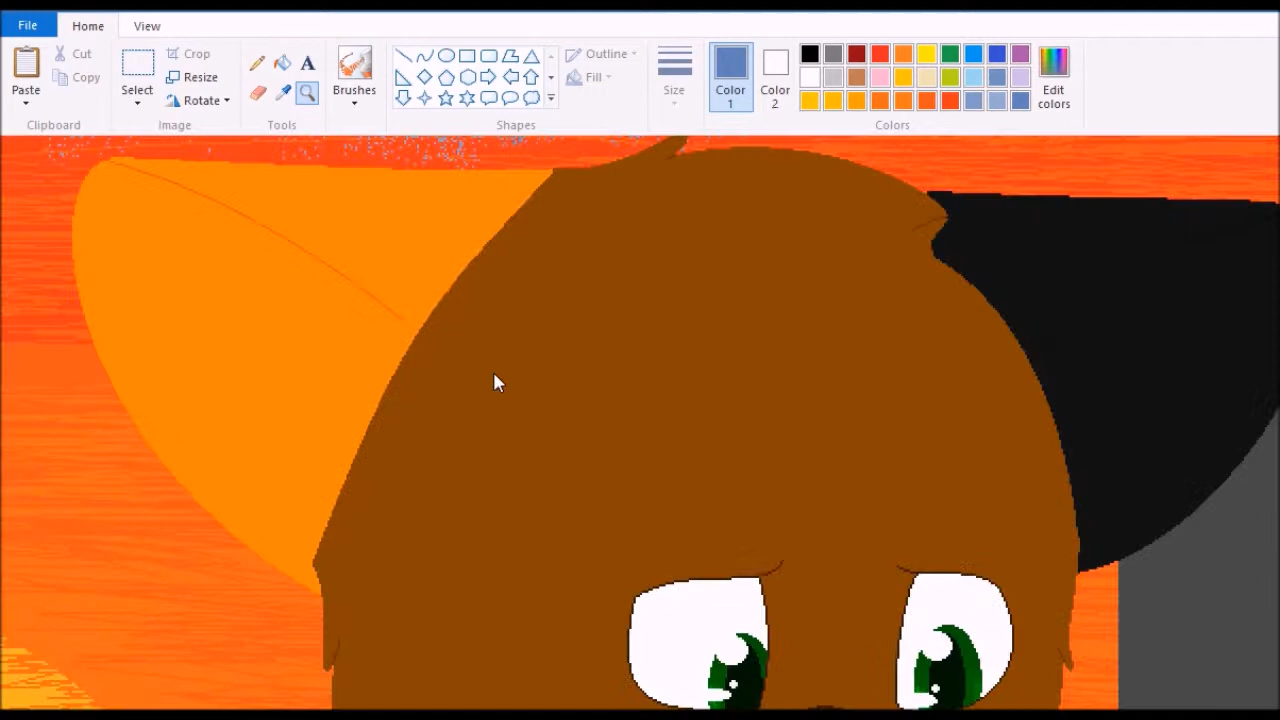 File Home View
Cut
Copy
Paste
Clipboard
Select
Crop
Resize
Rotate
Image
A
Tools
Brushes
Outline
Fill
Shapes
Size
Color 1
Color 2
Edit colors
Colors